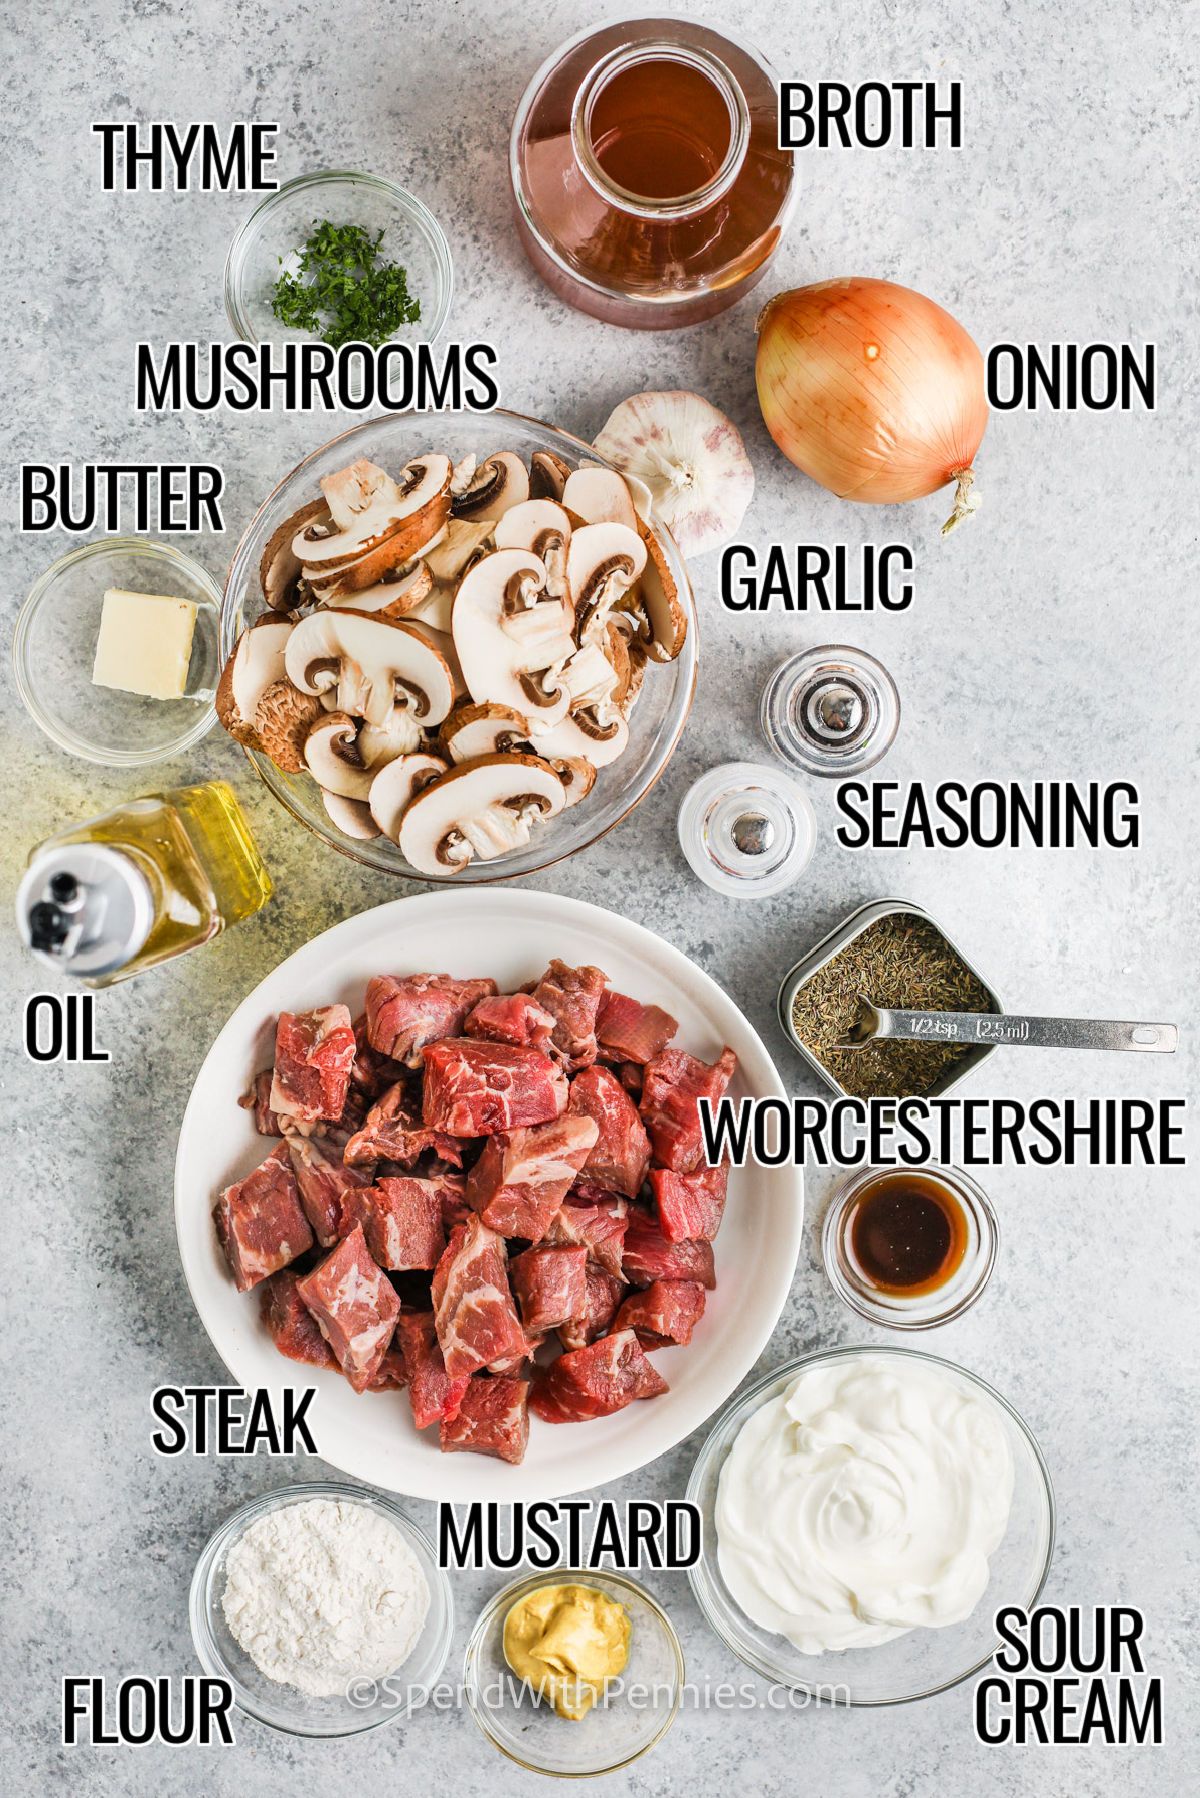 BROTH
THYME
MUSHROOMS
ONION
BUTTER
GARLIC
SEASONING
OIL
1/2 tsp (2.5 ml)
WORCESTERSHIRE
STEAK
MUSTARD
SOUR
CREAM
FLOUR
©SpendWithPennies.com